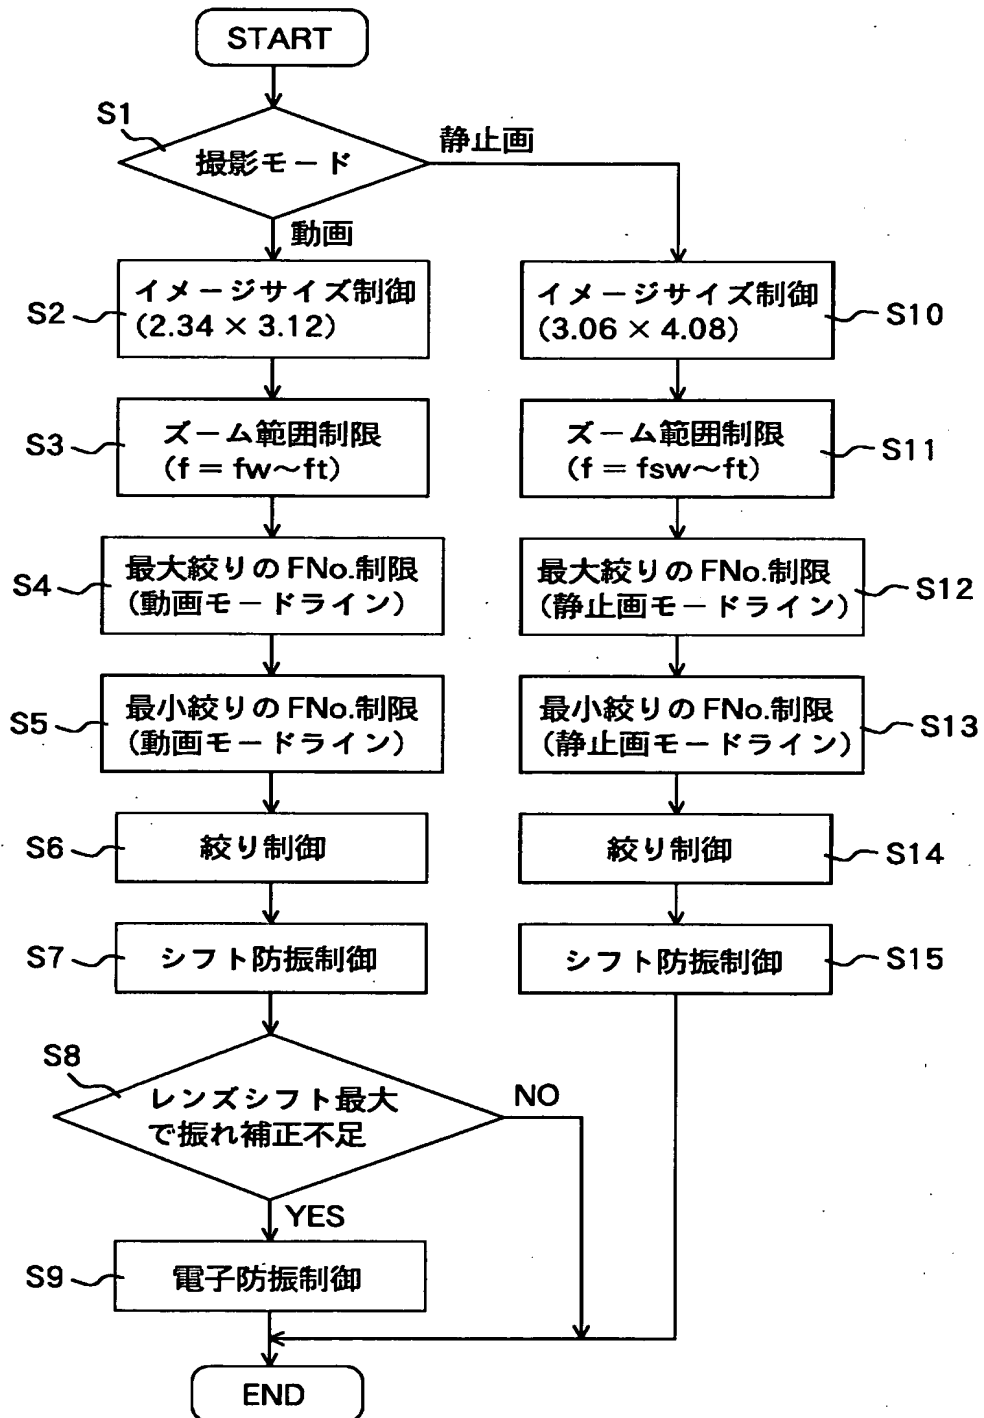 START
S1
撮影モード
静止画
動画
S2
イメージサイズ制御
(2.34 × 3.12)
S3
ズーム範囲制限
(f = fw～ft)
S4
最大絞りのFNo.制限
(動画モードライン)
S5
最小絞りのFNo.制限
(動画モードライン)
S6
絞り制御
S7
シフト防振制御
S8
レンズシフト最大
で振れ補正不足
NO
YES
S9
電子防振制御
イメージサイズ制御
(3.06 × 4.08)
S10
ズーム範囲制限
(f = fsw～ft)
S11
最大絞りのFNo.制限
(静止画モードライン)
S12
最小絞りのFNo.制限
(静止画モードライン)
S13
絞り制御
S14
シフト防振制御
S15
END